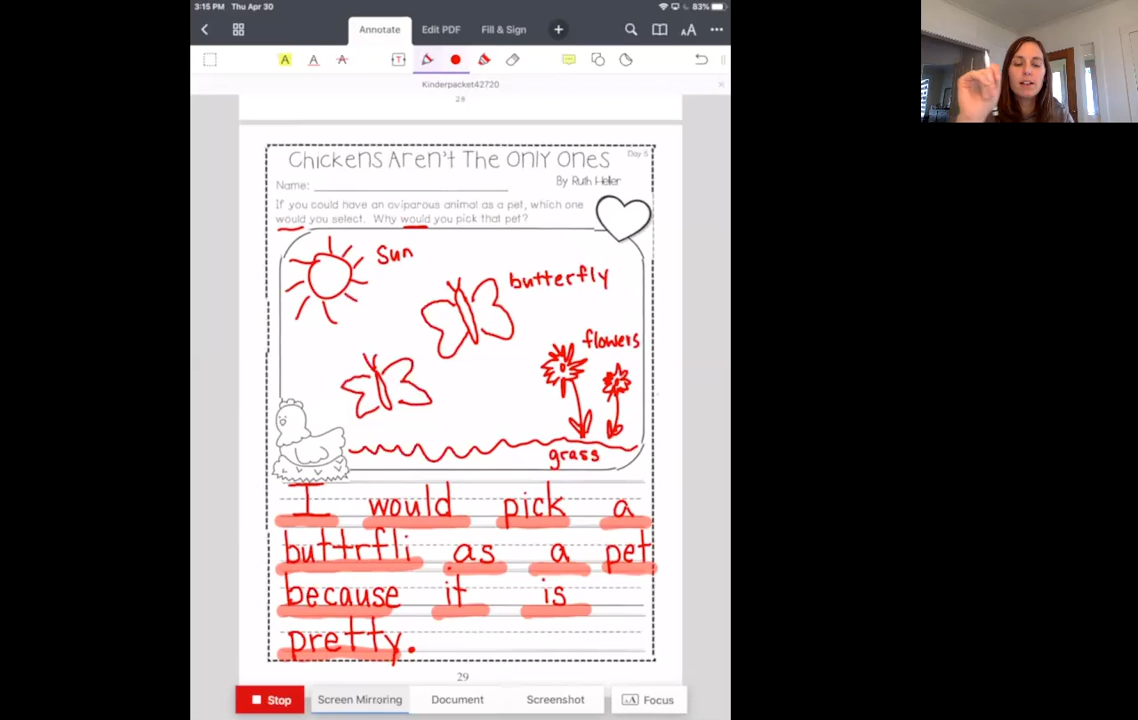 3:15 PM Thu Apr 30 83%
Annotate Edit PDF Fill & Sign +
Kinderpacket42720
28
Chickens Aren't The Only Ones Day 5
By Ruth Heller
Name:
If you could have an oviparous animal as a pet, which one
would you select. Why would you pick that pet?
Sun
butterfly
flowers
grass
I would pick a
buttrfli as a pet
because it is
pretty.
29
Stop Screen Mirroring Document Screenshot Focus